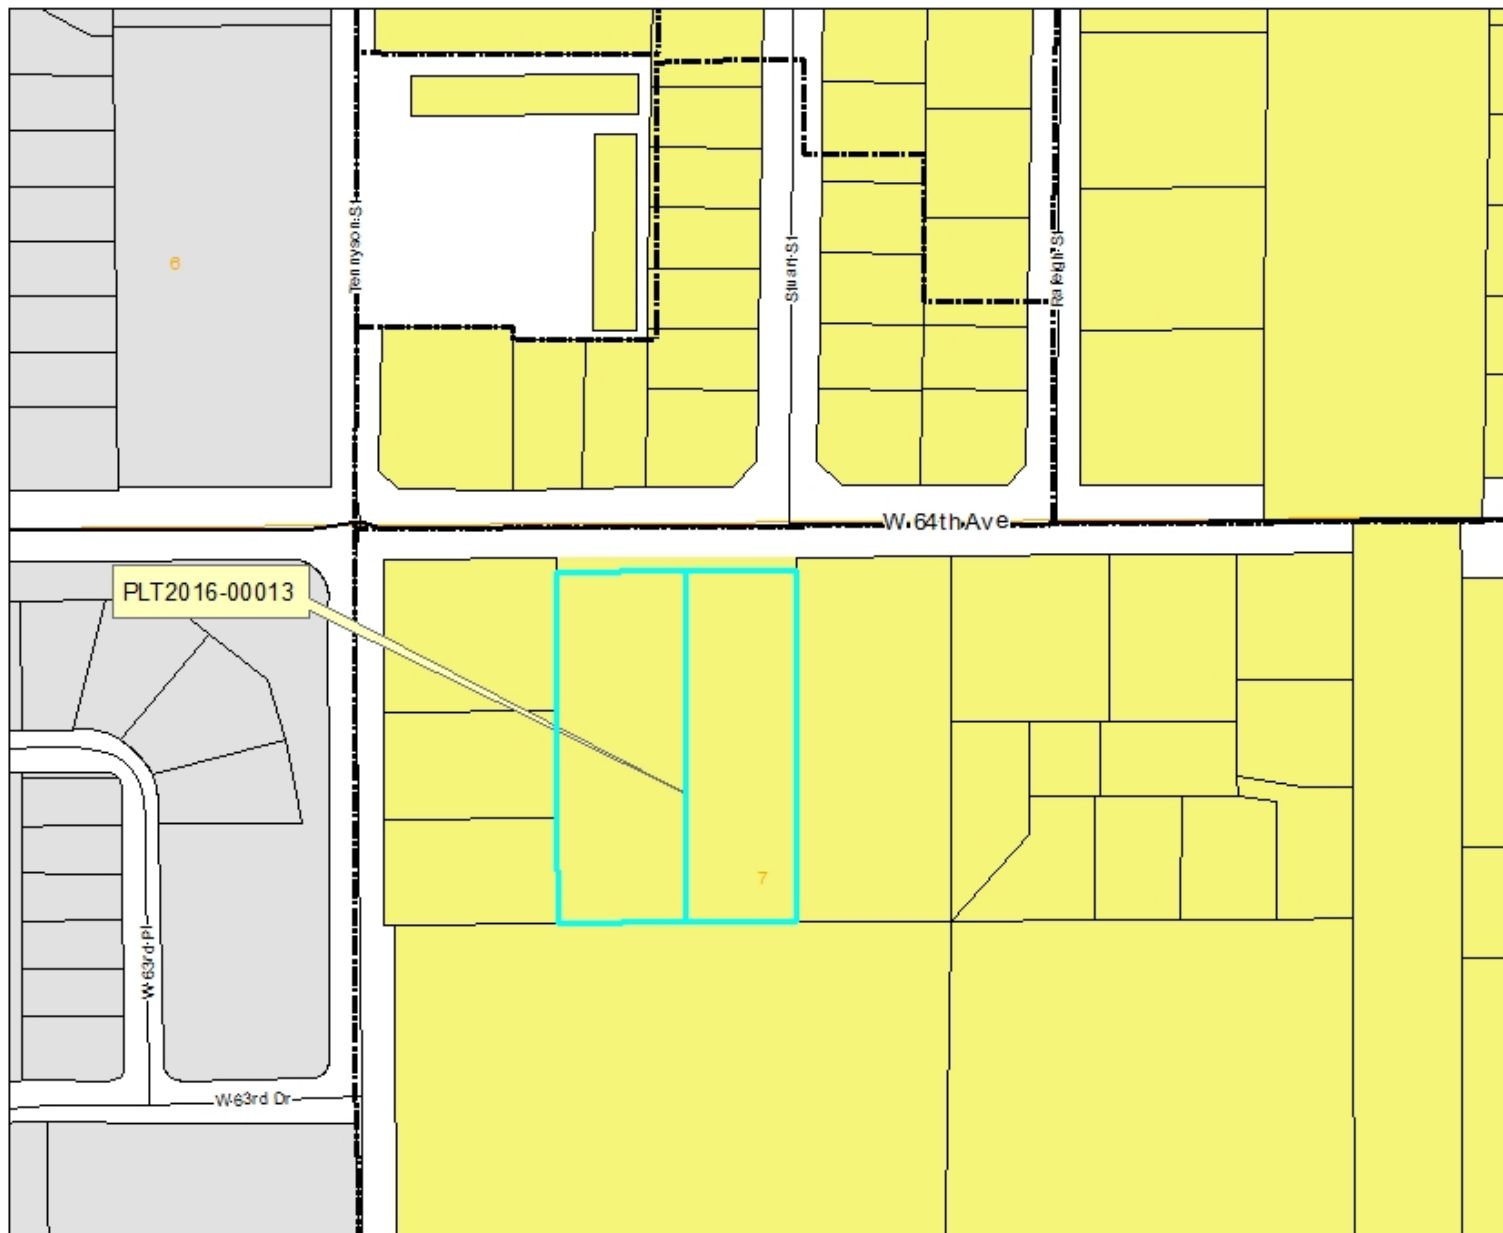 Tennyson St
6
Stuart St
Raleigh St
W 64th Ave
PLT2016-00013
7
W 63rd Pl
W 63rd Dr